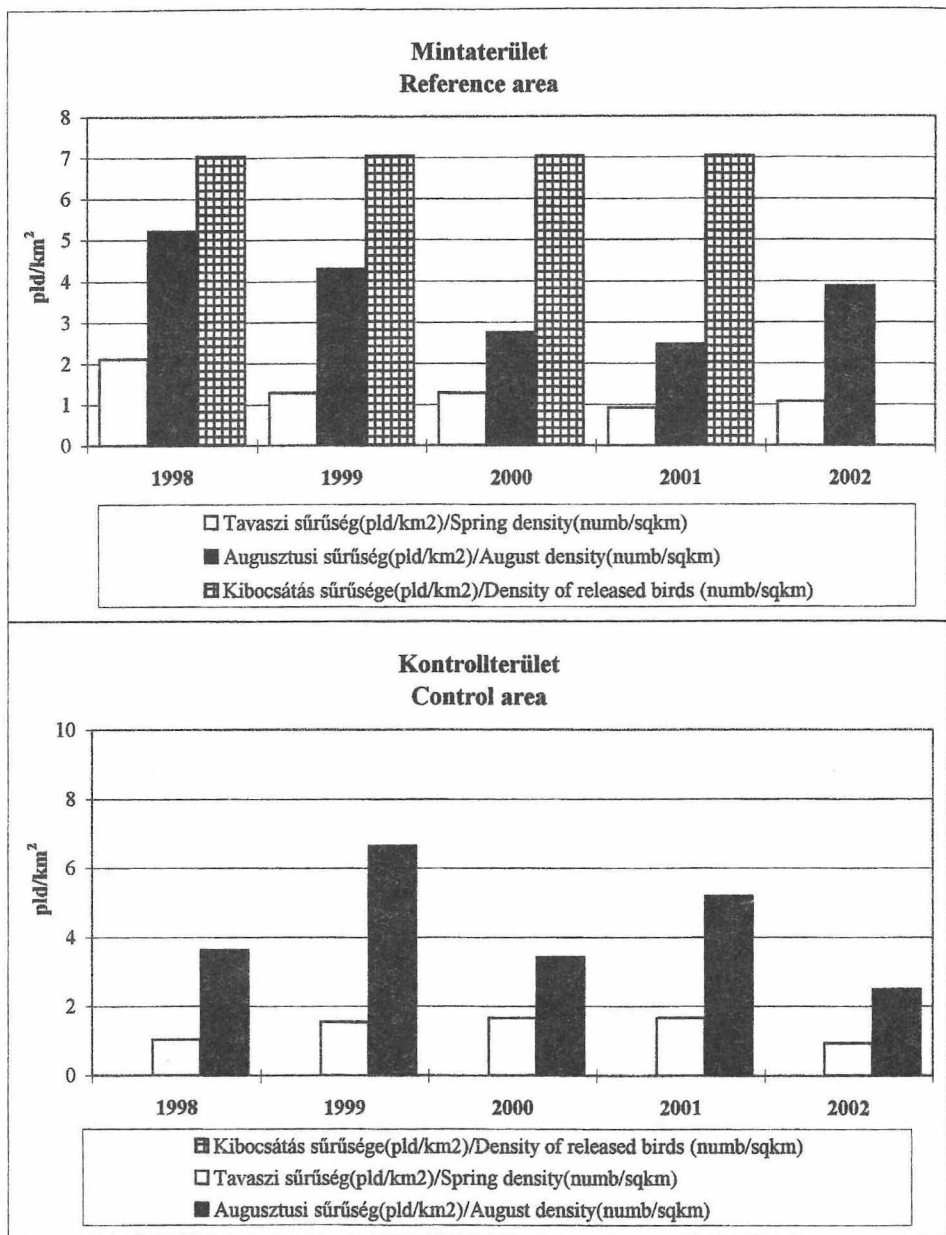 Mintaterület
Reference area
8
7
6
5
4
3
2
1
0
pld/km²
1998 1999 2000 2001 2002
Tavaszi sűrűség(pld/km2)/Spring density(numb/sqkm)
Augusztusi sűrűség(pld/km2)/August density(numb/sqkm)
Kibocsátás sűrűsége(pld/km2)/Density of released birds (numb/sqkm)
Kontrollterület
Control area
10
8
6
4
2
0
pld/km²
1998 1999 2000 2001 2002
Kibocsátás sűrűsége(pld/km2)/Density of released birds (numb/sqkm)
Tavaszi sűrűség(pld/km2)/Spring density(numb/sqkm)
Augusztusi sűrűség(pld/km2)/August density(numb/sqkm)